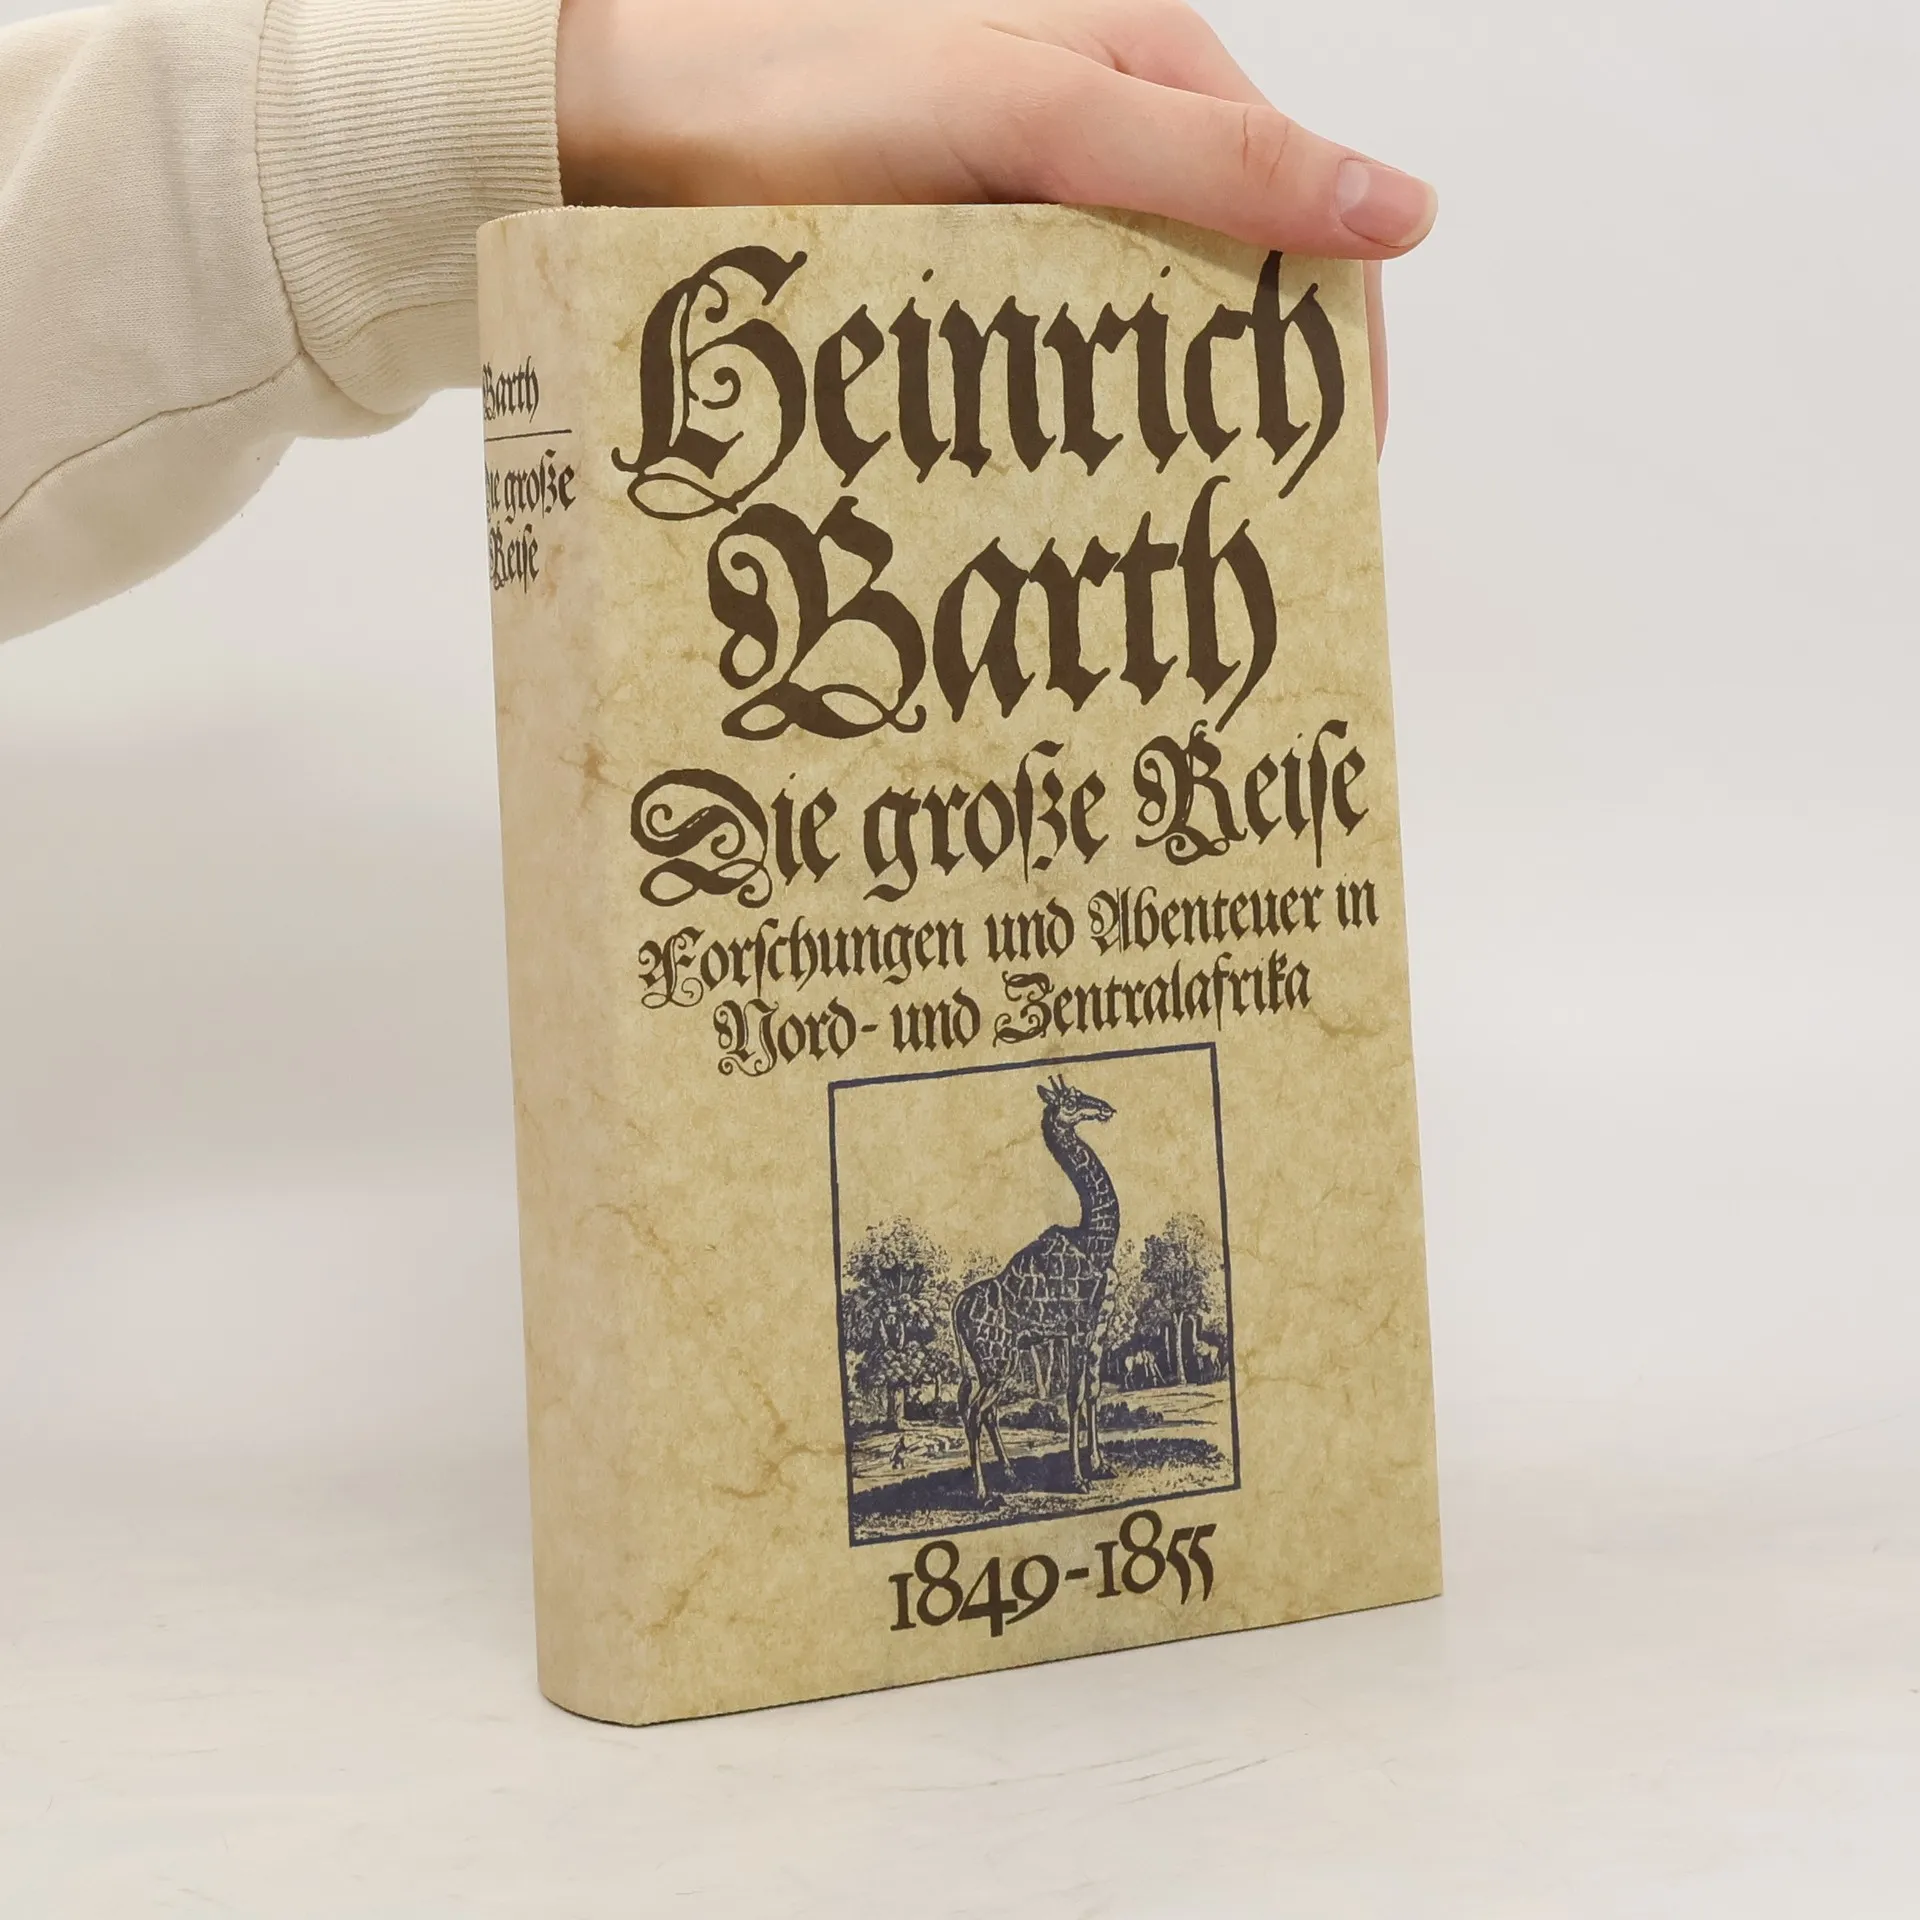 Barth
Die große
Reiſe
Heinrich
Barth
Die große Reiſe
Forſchungen und Abenteuer in
Nord- und Zentralafrika
1849-1855